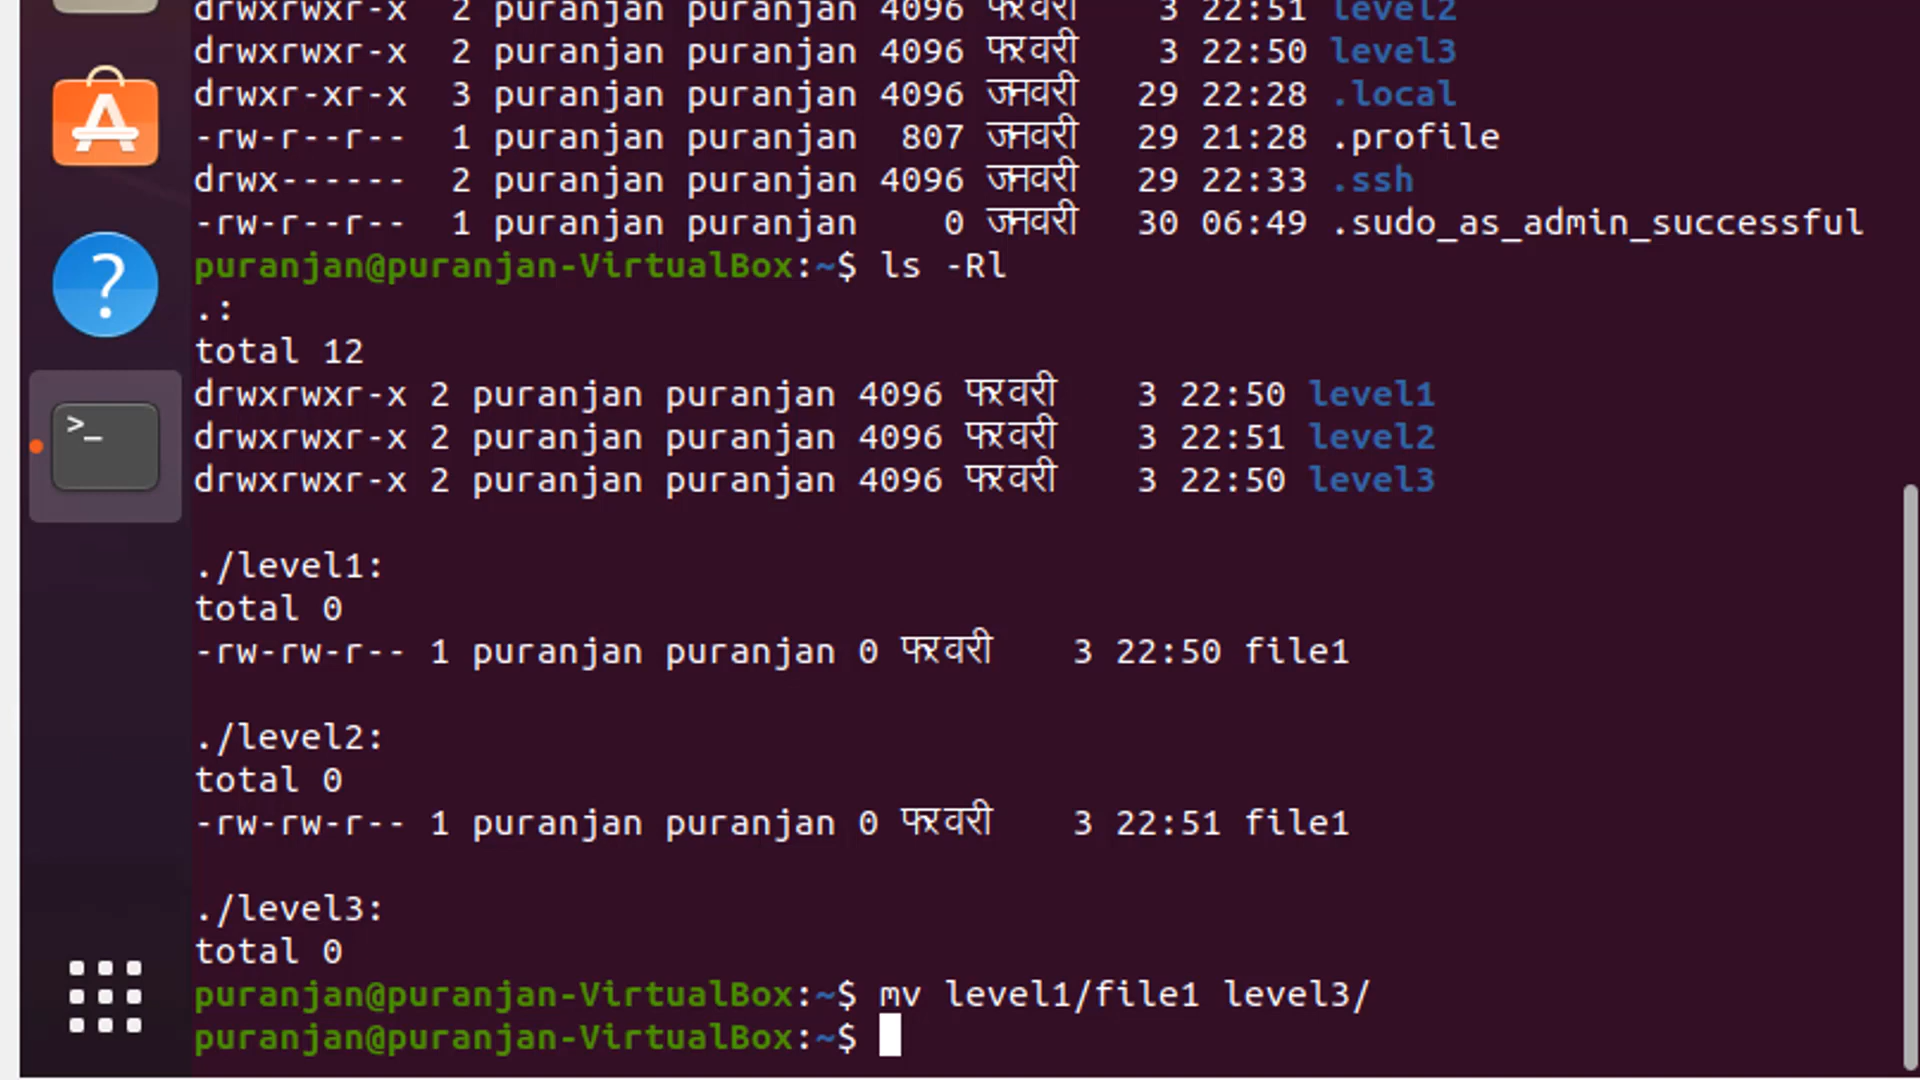 drwxrwxr-x  2 puranjan puranjan 4096 फरवरी    3 22:51 level2
drwxrwxr-x  2 puranjan puranjan 4096 फरवरी    3 22:50 level3
drwxr-xr-x  3 puranjan puranjan 4096 जनवरी   29 22:28 .local
-rw-r--r--  1 puranjan puranjan  807 जनवरी   29 21:28 .profile
drwx------  2 puranjan puranjan 4096 जनवरी   29 22:33 .ssh
-rw-r--r--  1 puranjan puranjan    0 जनवरी   30 06:49 .sudo_as_admin_successful
puranjan@puranjan-VirtualBox:~$ ls -Rl
.:
total 12
drwxrwxr-x 2 puranjan puranjan 4096 फरवरी    3 22:50 level1
drwxrwxr-x 2 puranjan puranjan 4096 फरवरी    3 22:51 level2
drwxrwxr-x 2 puranjan puranjan 4096 फरवरी    3 22:50 level3
./level1:
total 0
-rw-rw-r-- 1 puranjan puranjan 0 फरवरी    3 22:50 file1
./level2:
total 0
-rw-rw-r-- 1 puranjan puranjan 0 फरवरी    3 22:51 file1
./level3:
total 0
puranjan@puranjan-VirtualBox:~$ mv level1/file1 level3/
puranjan@puranjan-VirtualBox:~$